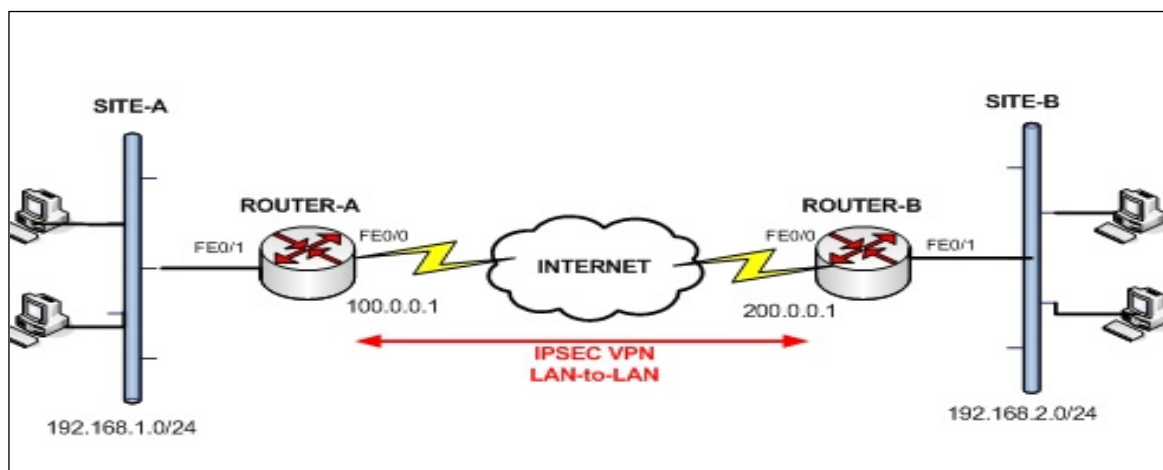 SITE-A
SITE-B
ROUTER-A
ROUTER-B
FE0/1
FE0/0
INTERNET
FE0/0
FE0/1
100.0.0.1
200.0.0.1
IPSEC VPN
LAN-to-LAN
192.168.1.0/24
192.168.2.0/24